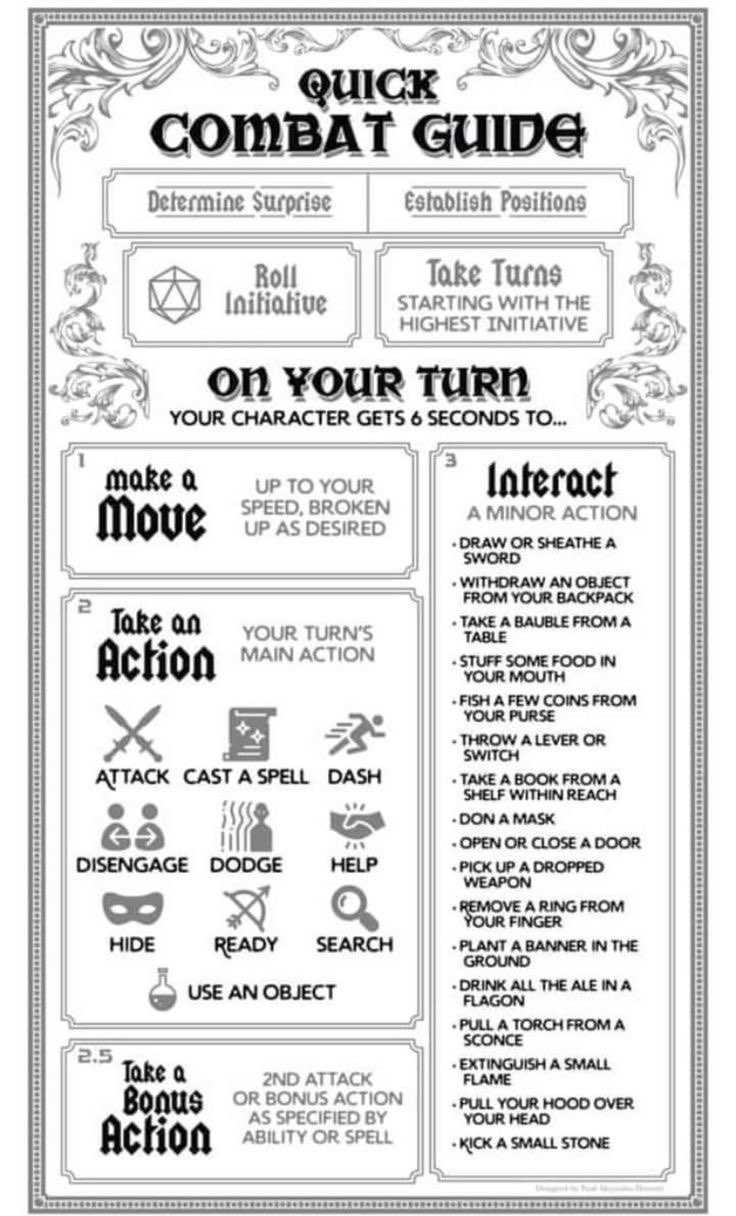 QUICK
COMBAT GUIDE
Determine Surprise
Establish Positions
Roll
Initiative
Take Turns
STARTING WITH THE
HIGHEST INITIATIVE
ON YOUR TURN
YOUR CHARACTER GETS 6 SECONDS TO...
1
make a
Move
UP TO YOUR
SPEED, BROKEN
UP AS DESIRED
2
Take an
Action
YOUR TURN'S
MAIN ACTION
ATTACK
CAST A SPELL
DASH
DISENGAGE
DODGE
HELP
HIDE
READY
SEARCH
USE AN OBJECT
2.5
Take a
Bonus
Action
2ND ATTACK
OR BONUS ACTION
AS SPECIFIED BY
ABILITY OR SPELL
3
Interact
A MINOR ACTION
• DRAW OR SHEATHE A
SWORD
• WITHDRAW AN OBJECT
FROM YOUR BACKPACK
• TAKE A BAUBLE FROM A
TABLE
• STUFF SOME FOOD IN
YOUR MOUTH
• FISH A FEW COINS FROM
YOUR PURSE
• THROW A LEVER OR
SWITCH
• TAKE A BOOK FROM A
SHELF WITHIN REACH
• DON A MASK
• OPEN OR CLOSE A DOOR
• PICK UP A DROPPED
WEAPON
• REMOVE A RING FROM
YOUR FINGER
• PLANT A BANNER IN THE
GROUND
• DRINK ALL THE ALE IN A
FLAGON
• PULL A TORCH FROM A
SCONCE
• EXTINGUISH A SMALL
FLAME
• PULL YOUR HOOD OVER
YOUR HEAD
• KICK A SMALL STONE
Designed by